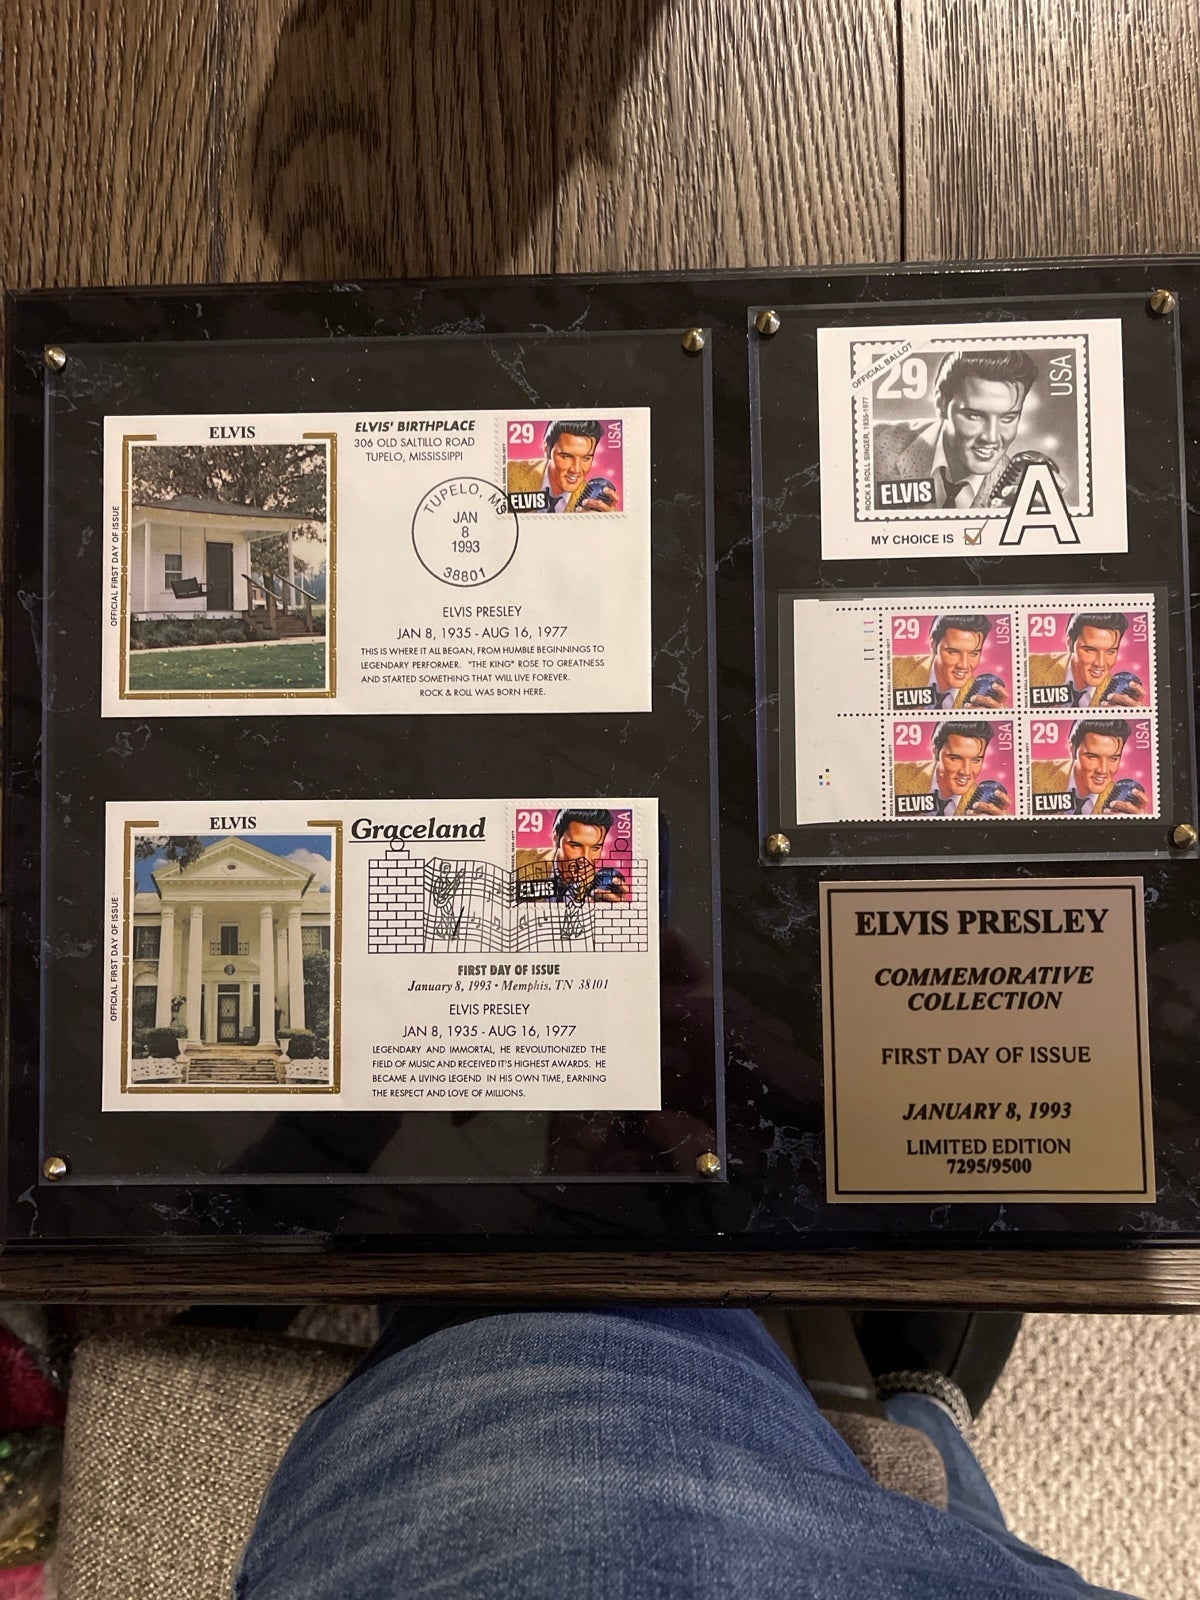 ELVIS
OFFICIAL FIRST DAY OF ISSUE
ELVIS' BIRTHPLACE
306 OLD SALTILLO ROAD
TUPELO, MISSISSIPPI
29
USA
ELVIS
TUPELO, MS
JAN
8
1993
38801
ELVIS PRESLEY
JAN 8, 1935 - AUG 16, 1977
THIS IS WHERE IT ALL BEGAN, FROM HUMBLE BEGINNINGS TO
LEGENDARY PERFORMER. "THE KING" ROSE TO GREATNESS
AND STARTED SOMETHING THAT WILL LIVE FOREVER.
ROCK & ROLL WAS BORN HERE.
ELVIS
OFFICIAL FIRST DAY OF ISSUE
Graceland
29
USA
ELVIS
FIRST DAY OF ISSUE
January 8, 1993 • Memphis, TN 38101
ELVIS PRESLEY
JAN 8, 1935 - AUG 16, 1977
LEGENDARY AND IMMORTAL, HE REVOLUTIONIZED THE
FIELD OF MUSIC AND RECEIVED IT'S HIGHEST AWARDS. HE
BECAME A LIVING LEGEND IN HIS OWN TIME, EARNING
THE RESPECT AND LOVE OF MILLIONS.
OFFICIAL BALLOT
29
USA
ROCK & ROLL SINGER, 1935-1977
ELVIS
MY CHOICE IS
A
29
USA
ELVIS
29
USA
ELVIS
29
USA
ELVIS
29
USA
ELVIS
ELVIS PRESLEY
COMMEMORATIVE
COLLECTION
FIRST DAY OF ISSUE
JANUARY 8, 1993
LIMITED EDITION
7295/9500